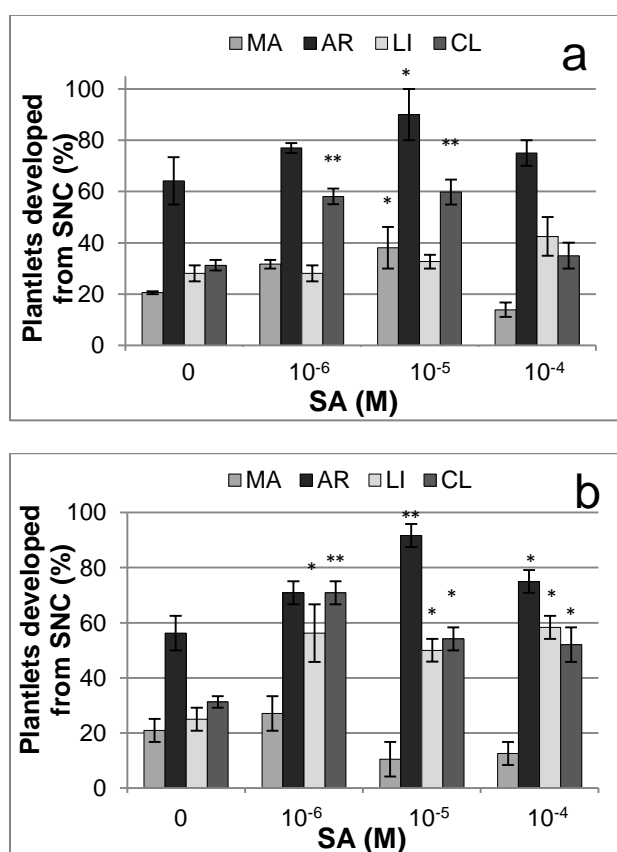 MA AR LI CL
a
Plantlets developed
from SNC (%)
100
80
60
40
20
0
*
**
*
**
0 10⁻⁶ 10⁻⁵ 10⁻⁴
SA (M)
MA AR LI CL
b
Plantlets developed
from SNC (%)
100
80
60
40
20
0
* ** ** * * * * *
0 10⁻⁶ 10⁻⁵ 10⁻⁴
SA (M)